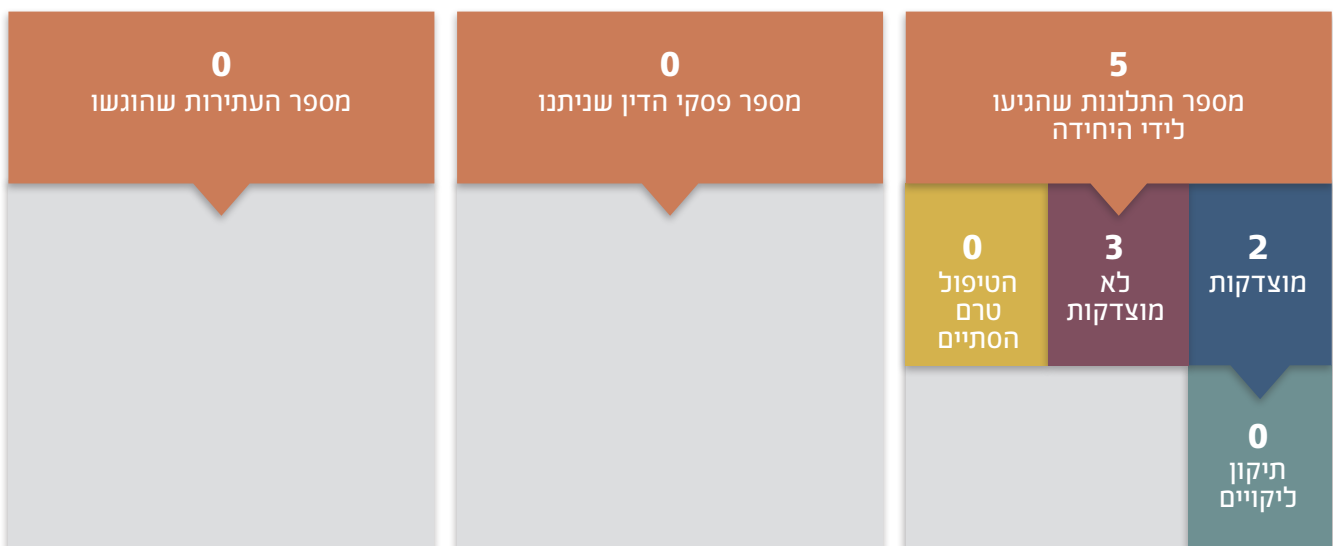 5
מספר התלונות שהגיעו
לידי היחידה
2
מוצדקות
3
לא
מוצדקות
0
הטיפול
טרם
הסתיים
0
תיקון
ליקויים
0
מספר פסקי הדין שניתנו
0
מספר העתירות שהוגשו